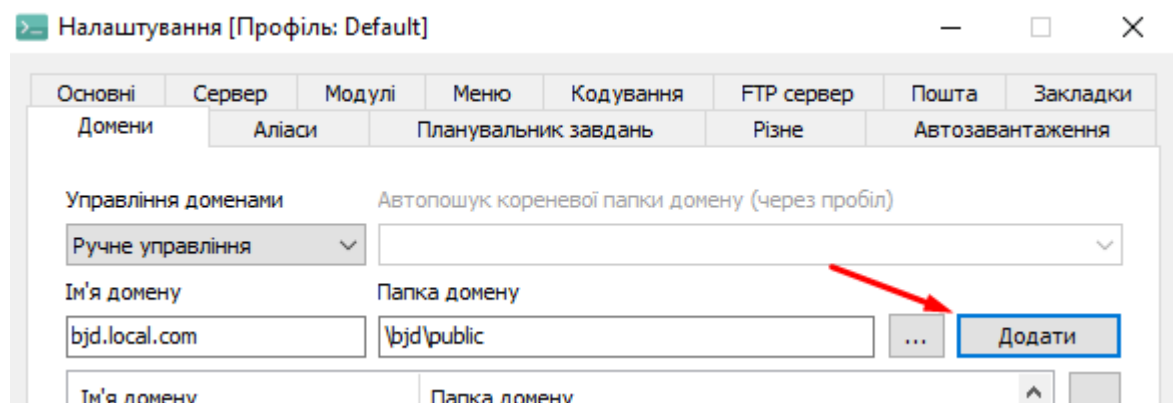 Налаштування [Профіль: Default]
Основні Сервер Модулі Меню Кодування FTP сервер Пошта Закладки
Домени Аліаси Планувальник завдань Різне Автозавантаження
Управління доменами Автопошук кореневої папки домену (через пробіл)
Ручне управління
Ім'я домену Папка домену
bjd.local.com \bjd\public ... Додати
Ім'я домену Папка домену